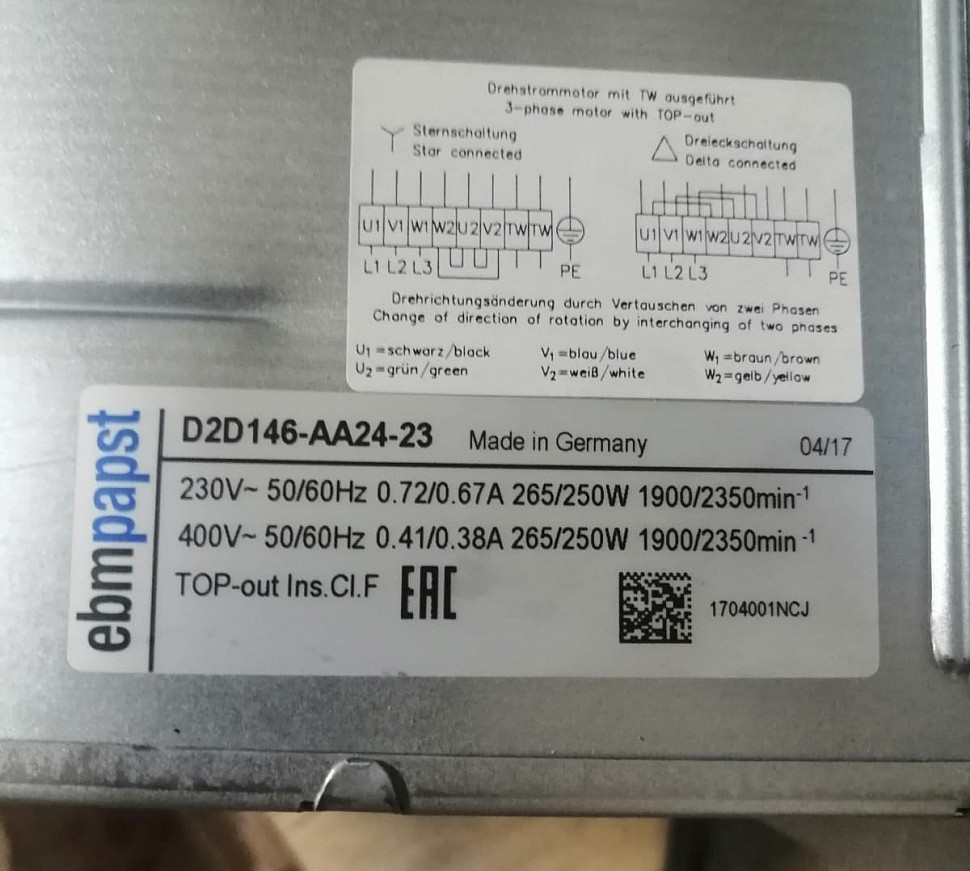 Drehstrommotor mit TW ausgeführt
3-phase motor with TOP-out
Sternschaltung
Star connected
U1 V1 W1 W2 U2 V2 TW TW
L1 L2 L3 PE
Dreieckschaltung
Delta connected
U1 V1 W1 W2 U2 V2 TW TW
L1 L2 L3 PE
Drehrichtungsänderung durch Vertauschen von zwei Phasen
Change of direction of rotation by interchanging of two phases
U1 =schwarz/black V1=blau/blue W1=braun/brown
U2=grün/green V2=weiß/white W2=gelb/yellow
ebmpapst
D2D146-AA24-23 Made in Germany 04/17
230V~ 50/60Hz 0.72/0.67A 265/250W 1900/2350min-1
400V~ 50/60Hz 0.41/0.38A 265/250W 1900/2350min -1
TOP-out Ins.Cl.F EAC 1704001NCJ